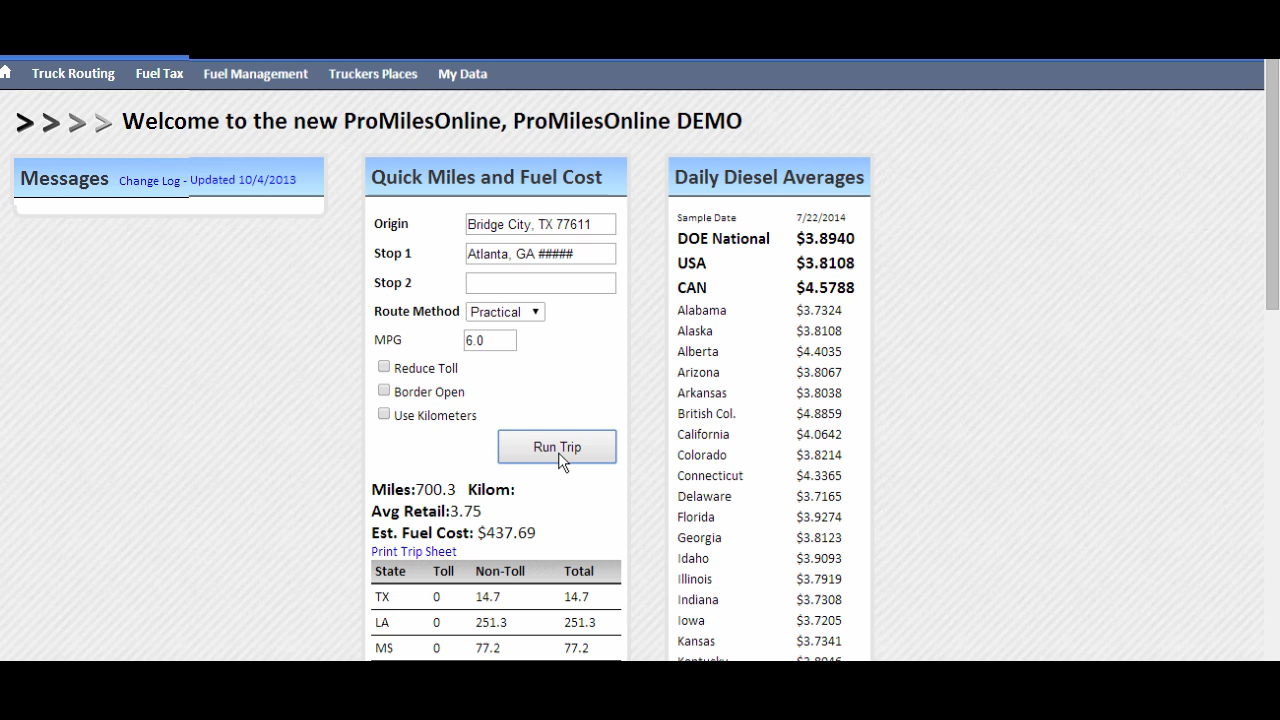 Truck Routing Fuel Tax Fuel Management Truckers Places My Data
> > > > Welcome to the new ProMilesOnline, ProMilesOnline DEMO
Messages Change Log - Updated 10/4/2013
Quick Miles and Fuel Cost
Origin Bridge City, TX 77611
Stop 1 Atlanta, GA #####
Stop 2
Route Method Practical
MPG 6.0
Reduce Toll
Border Open
Use Kilometers
Run Trip
Miles:700.3 Kilom:
Avg Retail:3.75
Est. Fuel Cost: $437.69
Print Trip Sheet
State Toll Non-Toll Total
TX 0 14.7 14.7
LA 0 251.3 251.3
MS 0 77.2 77.2
Daily Diesel Averages
Sample Date 7/22/2014
DOE National $3.8940
USA $3.8108
CAN $4.5788
Alabama $3.7324
Alaska $3.8108
Alberta $4.4035
Arizona $3.8067
Arkansas $3.8038
British Col. $4.8859
California $4.0642
Colorado $3.8214
Connecticut $4.3365
Delaware $3.7165
Florida $3.9274
Georgia $3.8123
Idaho $3.9093
Illinois $3.7919
Indiana $3.7308
Iowa $3.7205
Kansas $3.7341